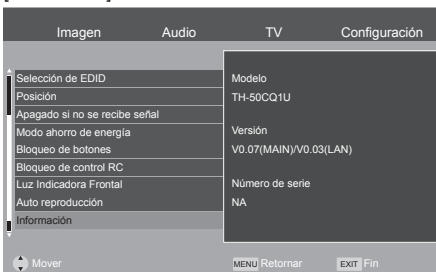 Imagen Audio TV Configuración
Selección de EDID
Posición
Apagado si no se recibe señal
Modo ahorro de energía
Bloqueo de botones
Bloqueo de control RC
Luz Indicadora Frontal
Auto reproducción
Información
Modelo
TH-50CQ1U
Versión
V0.07(MAIN)/V0.03(LAN)
Número de serie
NA
Mover MENU Retornar EXIT Fin